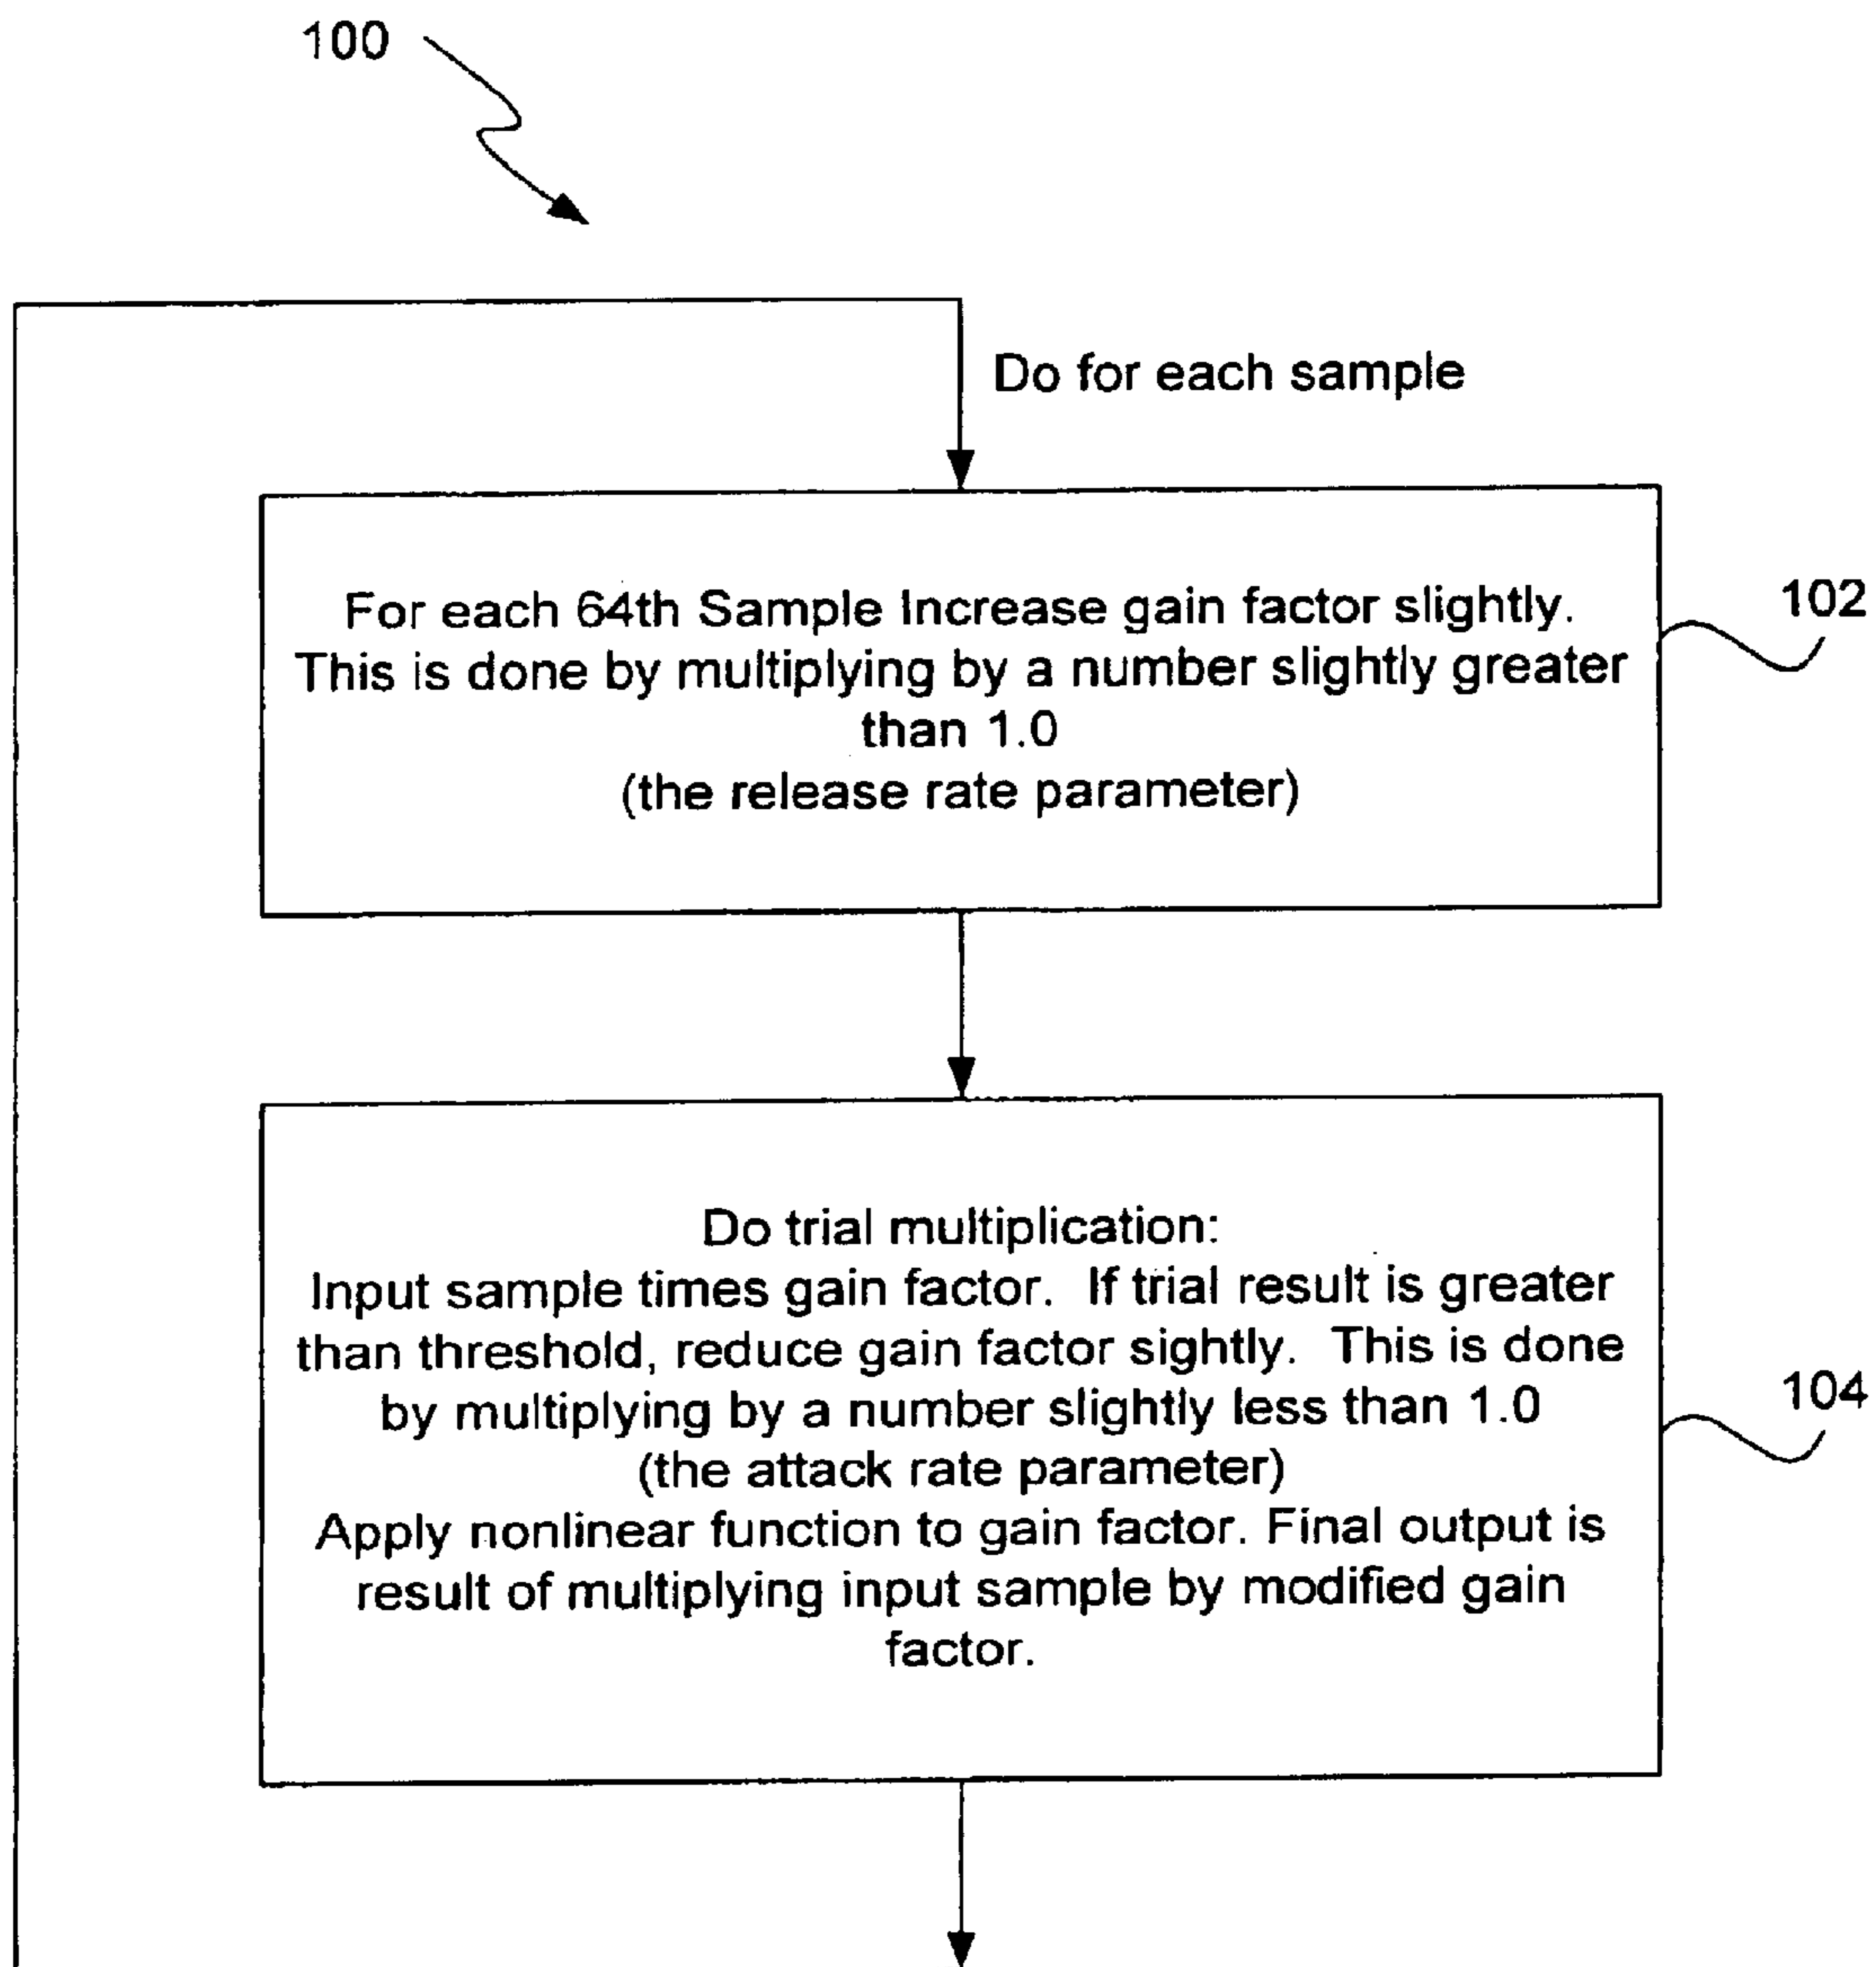 100
Do for each sample
For each 64th Sample Increase gain factor slightly.
This is done by multiplying by a number slightly greater
than 1.0
(the release rate parameter)
102
Do trial multiplication:
Input sample times gain factor. If trial result is greater
than threshold, reduce gain factor sightly. This is done
by multiplying by a number slightly less than 1.0
(the attack rate parameter)
Apply nonlinear function to gain factor. Final output is
result of multiplying input sample by modified gain
factor.
104